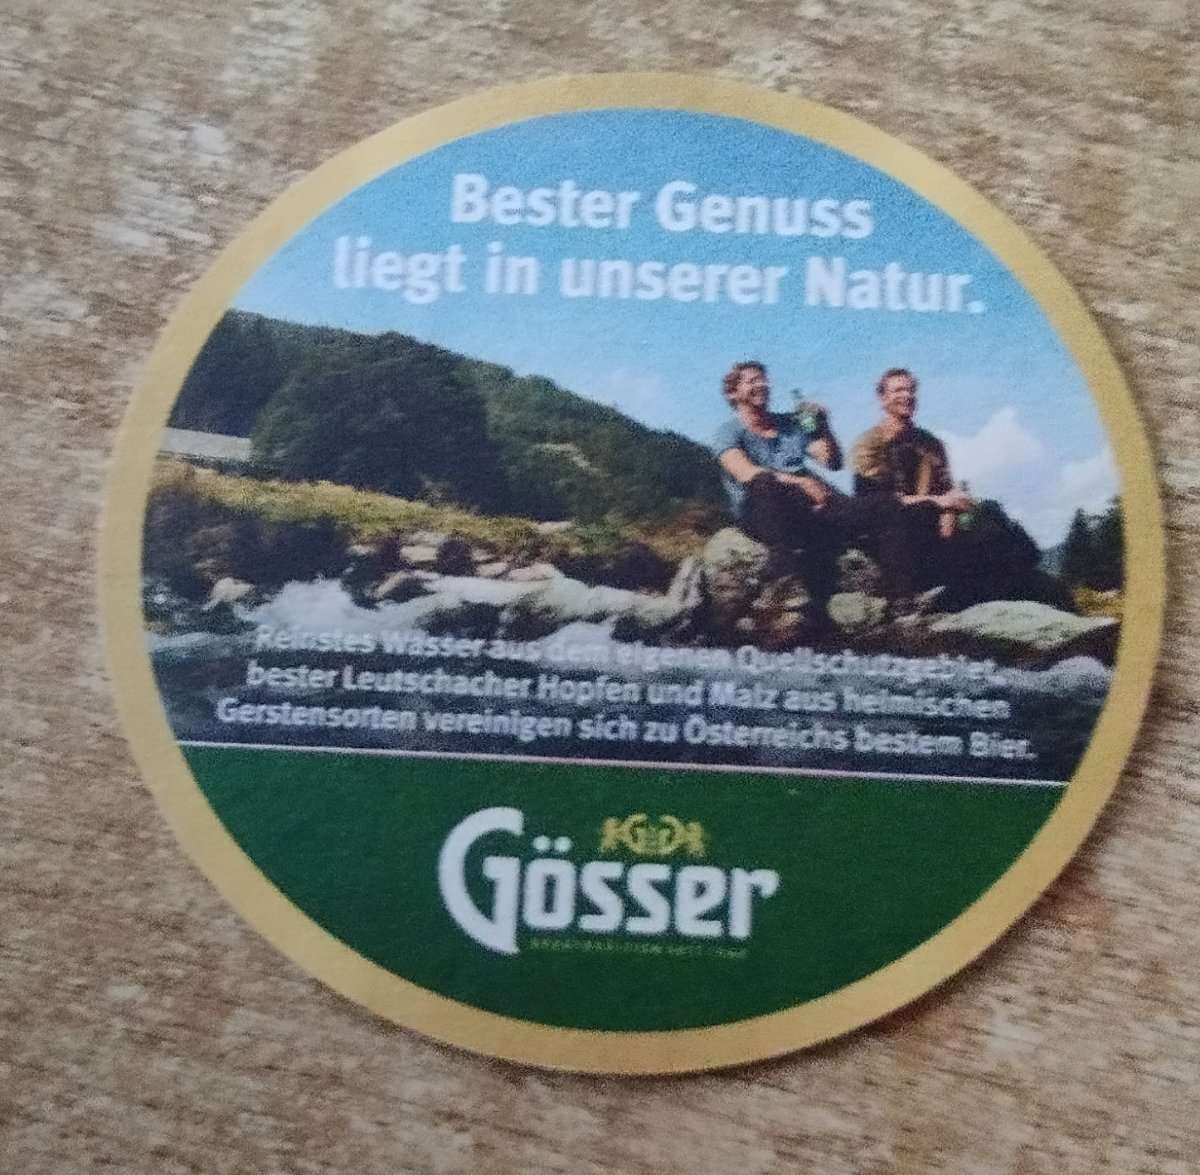 Bester Genuss
liegt in unserer Natur.
Reinstes Wasser aus dem eigenen Quellschutzgebiet,
bester Leutschacher Hopfen und Malz aus heimischen
Gerstensorten vereinigen sich zu Österreichs bestem Bier.
Gösser